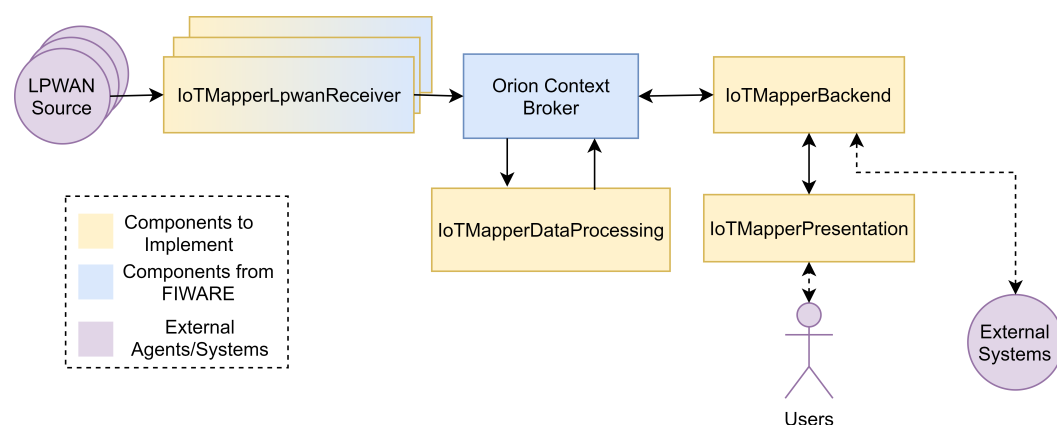 LPWAN
Source
IoTMapperLpwanReceiver
Orion Context
Broker
IoTMapperBackend
IoTMapperDataProcessing
IoTMapperPresentation
Components to
Implement
Components from
FIWARE
External
Agents/Systems
External
Systems
Users